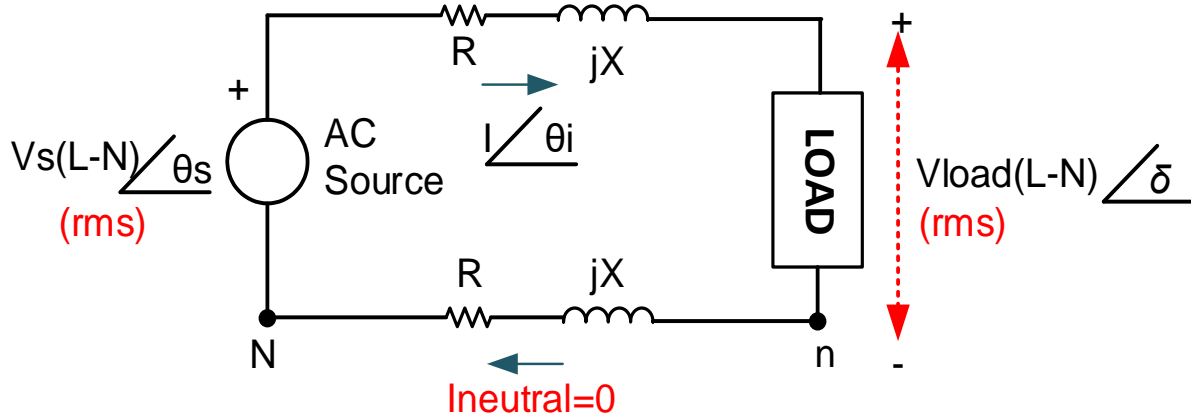 R
jX
+
+
I
θi
Vs(L-N)
θs
(rms)
AC
Source
LOAD
Vload(L-N)
δ
(rms)
R
jX
N
n
-
Ineutral=0